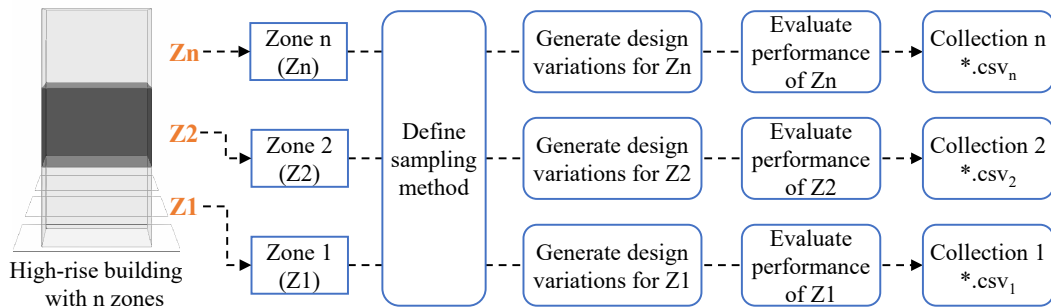 Zn
Z2
Z1
High-rise building
with n zones
Zone n
(Zn)
Zone 2
(Z2)
Zone 1
(Z1)
Define
sampling
method
Generate design
variations for Zn
Generate design
variations for Z2
Generate design
variations for Z1
Evaluate
performance
of Zn
Evaluate
performance
of Z2
Evaluate
performance
of Z1
Collection n
*.csvₙ
Collection 2
*.csv₂
Collection 1
*.csv₁